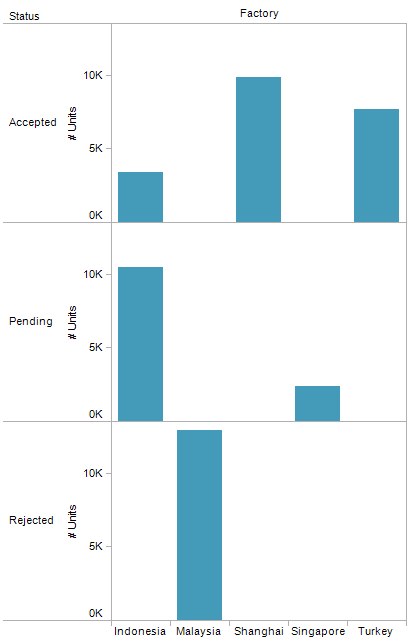 Status Factory
10K
Accepted # Units
5K
0K
10K
Pending # Units
5K
0K
10K
Rejected # Units
5K
0K
Indonesia Malaysia Shanghai Singapore Turkey